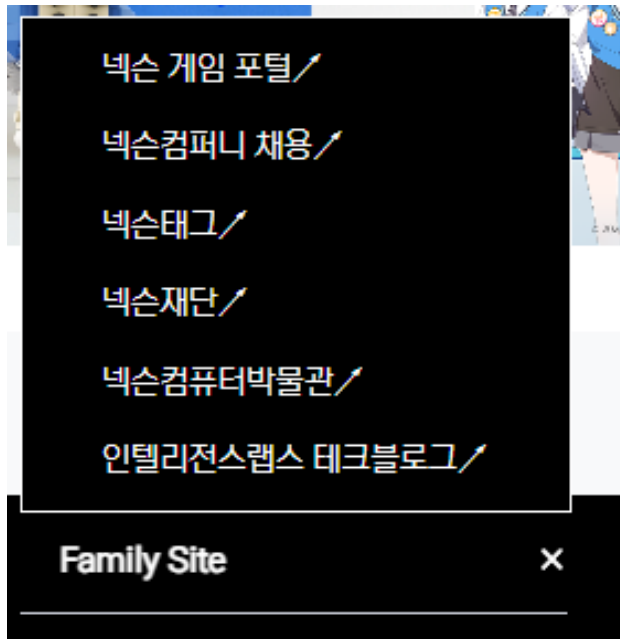 넥슨 게임 포털↗
넥슨컴퍼니 채용↗
넥슨태그↗
넥슨재단↗
넥슨컴퓨터박물관↗
인텔리전스랩스 테크블로그↗
Family Site ×